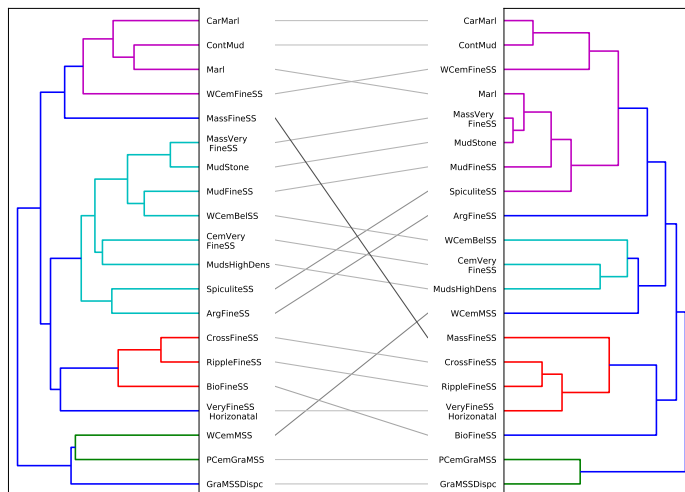 CarMarl
ContMud
Marl
WCemFineSS
MassFineSS
MassVery
FineSS
MudStone
MudFineSS
WCemBelSS
CemVery
FineSS
MudsHighDens
SpiculiteSS
ArgFineSS
CrossFineSS
RippleFineSS
BioFineSS
VeryFineSS
Horizonatal
WCemMSS
PCemGraMSS
GraMSSDispc
CarMarl
ContMud
WCemFineSS
Marl
MassVery
FineSS
MudStone
MudFineSS
SpiculiteSS
ArgFineSS
WCemBelSS
CemVery
FineSS
MudsHighDens
WCemMSS
MassFineSS
CrossFineSS
RippleFineSS
VeryFineSS
Horizonatal
BioFineSS
PCemGraMSS
GraMSSDispc